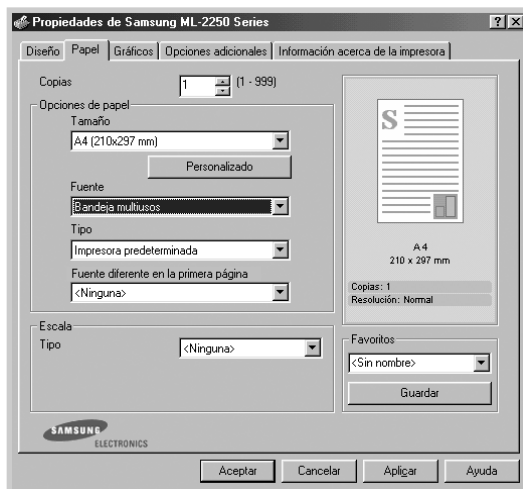 Propiedades de Samsung ML-2250 Series
Diseño Papel Gráficos Opciones adicionales Información acerca de la impresora
Copias 1 (1 - 999)
Opciones de papel
Tamaño
A4 (210x297 mm)
Personalizado
Fuente
Bandeja multiusos
Tipo
Impresora predeterminada
Fuente diferente en la primera página
<Ninguna>
Escala
Tipo <Ninguna>
SAMSUNG
ELECTRONICS
S
A4
210 x 297 mm
Copias: 1
Resolución: Normal
Favoritos
<Sin nombre>
Guardar
Aceptar Cancelar Aplicar Ayuda